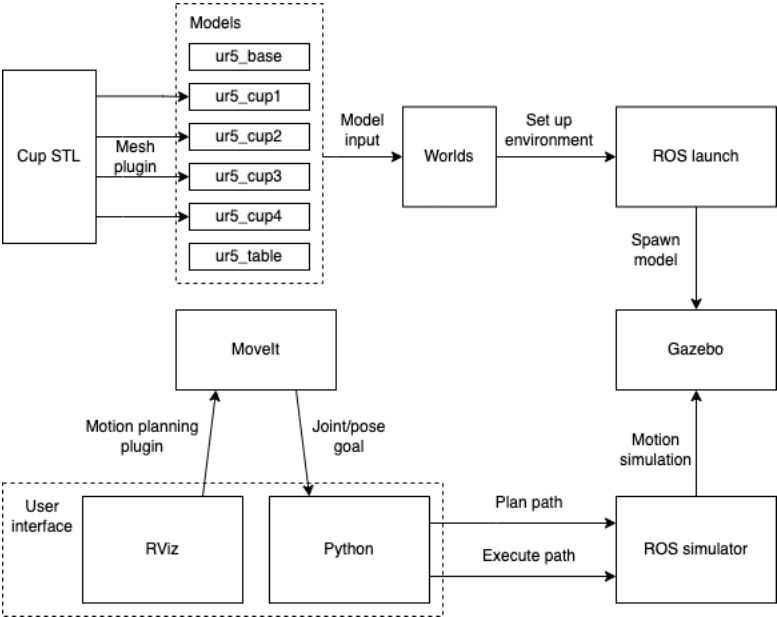 Models
ur5_base
ur5_cup1
ur5_cup2
ur5_cup3
ur5_cup4
ur5_table
Cup STL
Mesh
plugin
Model
input
Worlds
Set up
environment
ROS launch
Spawn
model
Gazebo
MoveIt
Motion planning
plugin
Joint/pose
goal
Motion
simulation
User
interface
RViz
Python
Plan path
Execute path
ROS simulator